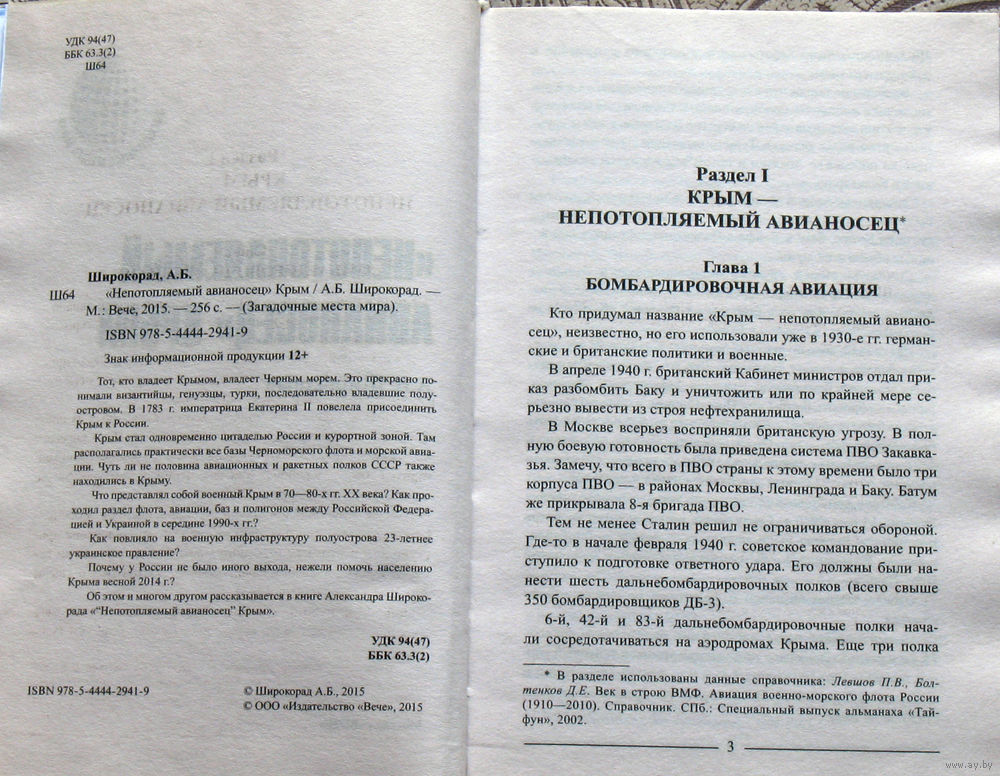 УДК 94(47)
ББК 63.3(2)
Ш64
Широкорад, А.Б.
Ш64 «Непотопляемый авианосец» Крым / А.Б. Широкорад. —
М.: Вече, 2015. — 256 с. — (Загадочные места мира).
ISBN 978-5-4444-2941-9
Знак информационной продукции 12+
Тот, кто владеет Крымом, владеет Черным морем. Это прекрасно по-
нимали византийцы, генуэзцы, турки, последовательно владевшие полу-
островом. В 1783 г. императрица Екатерина II повелела присоединить
Крым к России.
Крым стал одновременно цитаделью России и курортной зоной. Там
располагались практически все базы Черноморского флота и морской авиа-
ции. Чуть ли не половина авиационных и ракетных полков СССР также
находились в Крыму.
Что представлял собой военный Крым в 70—80-х гг. XX века? Как про-
ходил раздел флота, авиации, баз и полигонов между Российской Федера-
цией и Украиной в середине 1990-х гг.?
Как повлияло на военную инфраструктуру полуострова 23-летнее
украинское правление?
Почему у России не было иного выхода, нежели помочь населению
Крыма весной 2014 г.?
Об этом и многом другом рассказывается в книге Александра Широко-
рада «“Непотопляемый авианосец” Крым».
УДК 94(47)
ББК 63.3(2)
ISBN 978-5-4444-2941-9
© Широкорад А.Б., 2015
© ООО «Издательство «Вече», 2015
Раздел I
КРЫМ —
НЕПОТОПЛЯЕМЫЙ АВИАНОСЕЦ*
Глава 1
БОМБАРДИРОВОЧНАЯ АВИАЦИЯ
Кто придумал название «Крым — непотопляемый авиано-
сец», неизвестно, но его использовали уже в 1930-е гг. герман-
ские и британские политики и военные.
В апреле 1940 г. британский Кабинет министров отдал при-
каз разбомбить Баку и уничтожить или по крайней мере се-
рьезно вывести из строя нефтехранилища.
В Москве всерьез восприняли британскую угрозу. В пол-
ную боевую готовность была приведена система ПВО Закавка-
зья. Замечу, что всего в ПВО страны к этому времени было три
корпуса ПВО — в районах Москвы, Ленинграда и Баку. Батум
же прикрывала 8-я бригада ПВО.
Тем не менее Сталин решил не ограничиваться обороной.
Где-то в начале февраля 1940 г. советское командование при-
ступило к подготовке ответного удара. Его должны были на-
нести шесть дальнебомбардировочных полков (всего свыше
350 бомбардировщиков ДБ-3).
6-й, 42-й и 83-й дальнебомбардировочные полки нача-
ли сосредотачиваться на аэродромах Крыма. Еще три полка
* В разделе использованы данные справочника: Левшов П.В., Бол-
тенков Д.Е. Век в строю ВМФ. Авиация военно-морского флота России
(1910—2010). Справочник. СПб.: Специальный выпуск альманаха «Тай-
фун», 2002.
3
www.ay.by